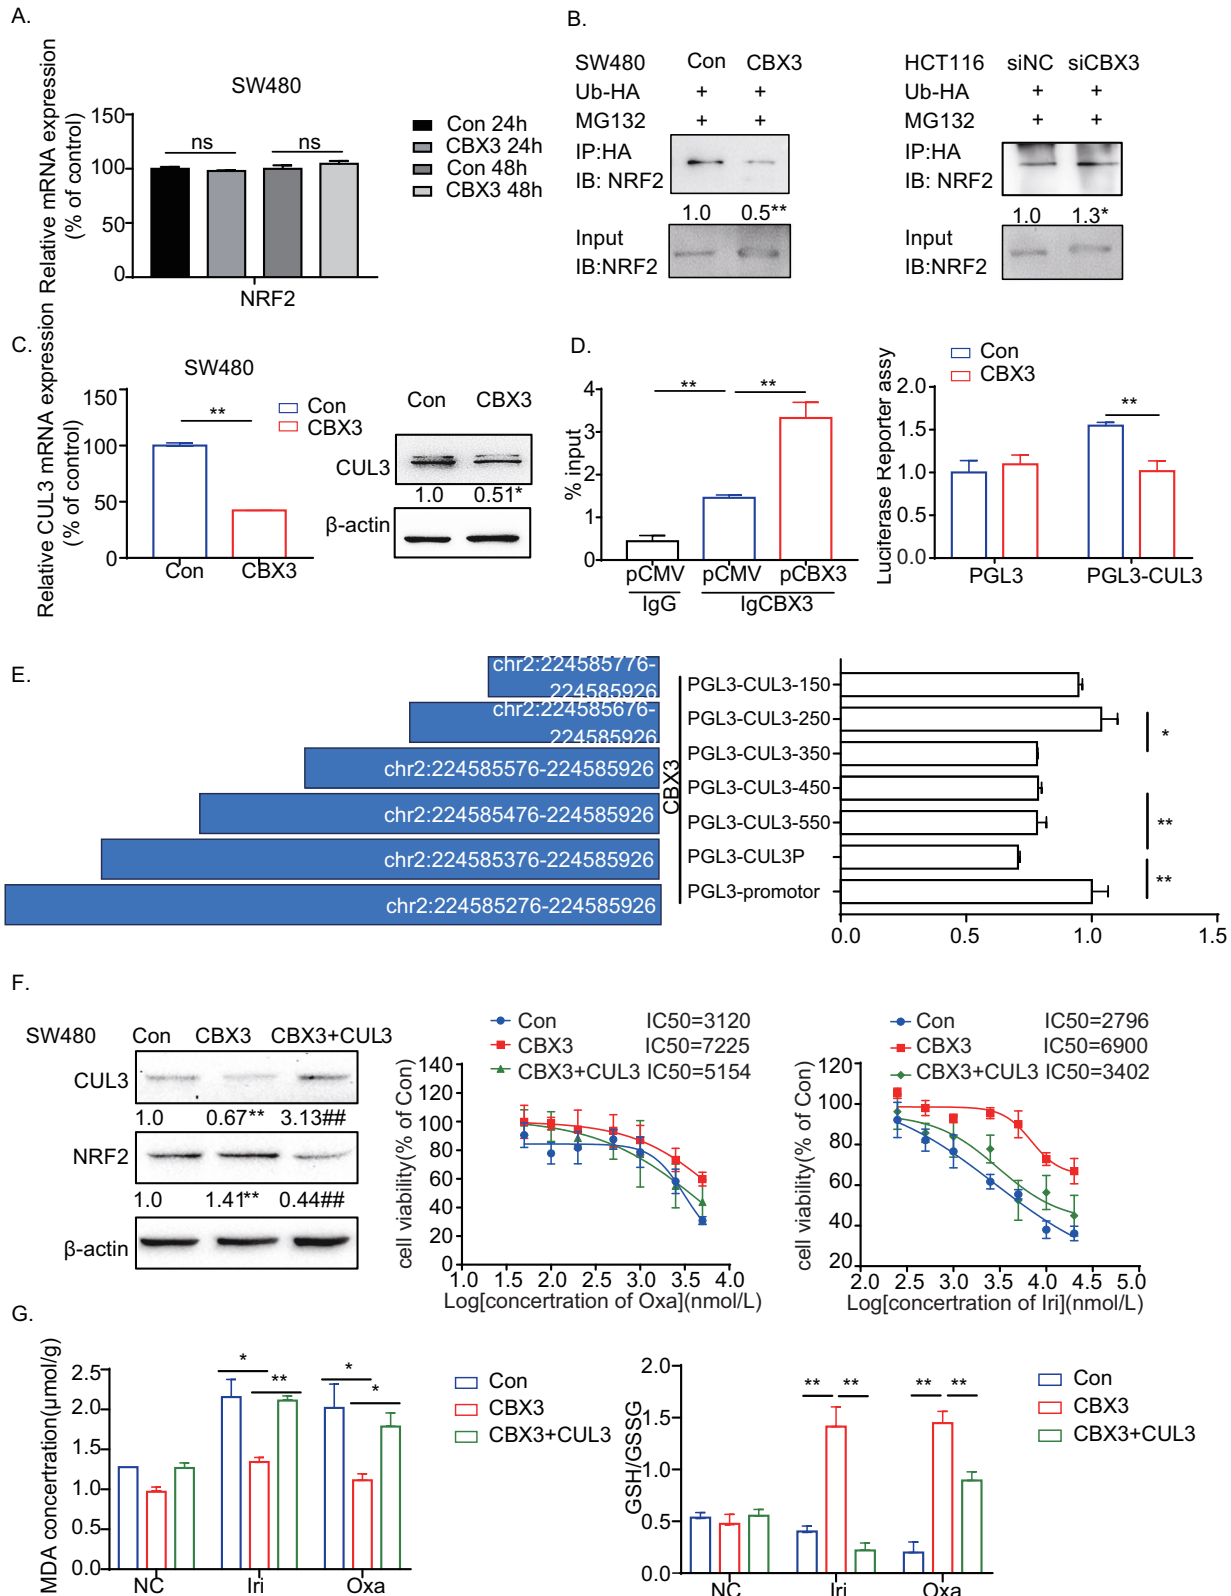 A.
Relative mRNA expression
(% of control)
SW480
150
100
50
0
ns
ns
NRF2
Con 24h
CBX3 24h
Con 48h
CBX3 48h
B.
SW480 Con CBX3
Ub-HA + +
MG132 + +
IP:HA
IB: NRF2
1.0 0.5**
Input
IB:NRF2
HCT116 siNC siCBX3
Ub-HA + +
MG132 + +
IP:HA
IB: NRF2
1.0 1.3*
Input
IB:NRF2
C.
Relative CUL3 mRNA expression
(% of control)
SW480
150
100
50
0
**
Con CBX3
Con
CBX3
Con CBX3
CUL3
1.0 0.51*
β-actin
D.
% input
4
3
2
1
0
** **
pCMV pCMV pCBX3
IgG IgCBX3
Con
CBX3
Luciferase Reporter assy
2.0
1.5
1.0
0.5
0.0
**
PGL3 PGL3-CUL3
E.
chr2:224585776-
224585926
chr2:224585676-
224585926
chr2:224585576-224585926
chr2:224585476-224585926
chr2:224585376-224585926
chr2:224585276-224585926
CBX3
PGL3-CUL3-150
PGL3-CUL3-250
PGL3-CUL3-350
PGL3-CUL3-450
PGL3-CUL3-550
PGL3-CUL3P
PGL3-promotor
*
**
**
0.0 0.5 1.0 1.5
F.
SW480 Con CBX3 CBX3+CUL3
CUL3
1.0 0.67** 3.13##
NRF2
1.0 1.41** 0.44##
β-actin
Con IC50=3120
CBX3 IC50=7225
CBX3+CUL3 IC50=5154
cell viability(% of Con)
140
120
100
80
60
40
20
0
1.0 1.5 2.0 2.5 3.0 3.5 4.0
Log[concertration of Oxa](nmol/L)
Con IC50=2796
CBX3 IC50=6900
CBX3+CUL3 IC50=3402
cell viability(% of Con)
120
100
80
60
40
20
2.0 2.5 3.0 3.5 4.0 4.5 5.0
Log[concertration of Iri](nmol/L)
G.
MDA concertration(μmol/g)
2.5
2.0
1.5
1.0
0.5
0.0
* **
* *
NC Iri Oxa
Con
CBX3
CBX3+CUL3
GSH/GSSG
2.0
1.5
1.0
0.5
0.0
** ** ** **
NC Iri Oxa
Con
CBX3
CBX3+CUL3